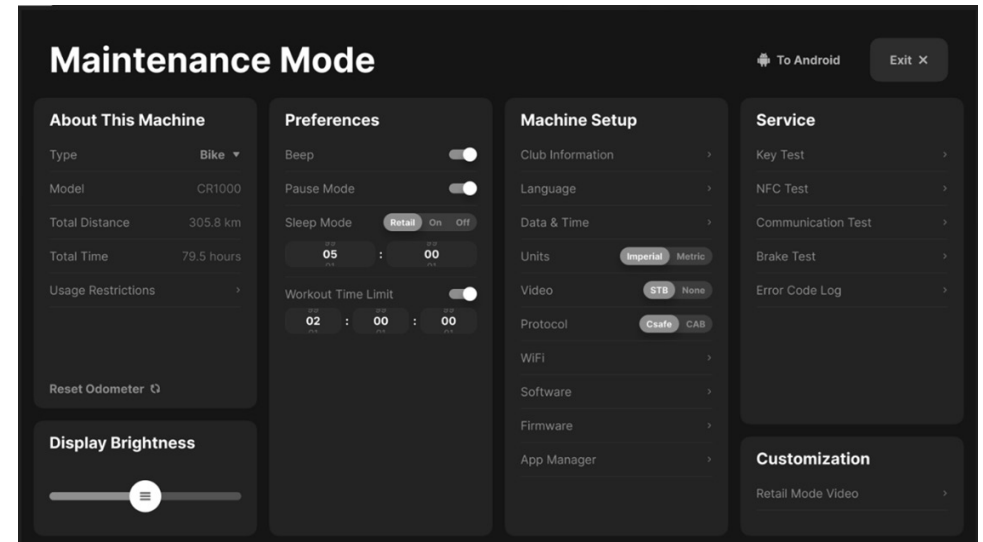 Maintenance Mode
To Android
Exit ×
About This Machine
Type Bike
Model CR1000
Total Distance 305.8 km
Total Time 79.5 hours
Usage Restrictions
Reset Odometer
Display Brightness
Preferences
Beep
Pause Mode
Sleep Mode Retail On Off
05 : 00
Workout Time Limit
02 : 00 : 00
Machine Setup
Club Information
Language
Data & Time
Units Imperial Metric
Video STB None
Protocol Csafe CAB
WiFi
Software
Firmware
App Manager
Service
Key Test
NFC Test
Communication Test
Brake Test
Error Code Log
Customization
Retail Mode Video